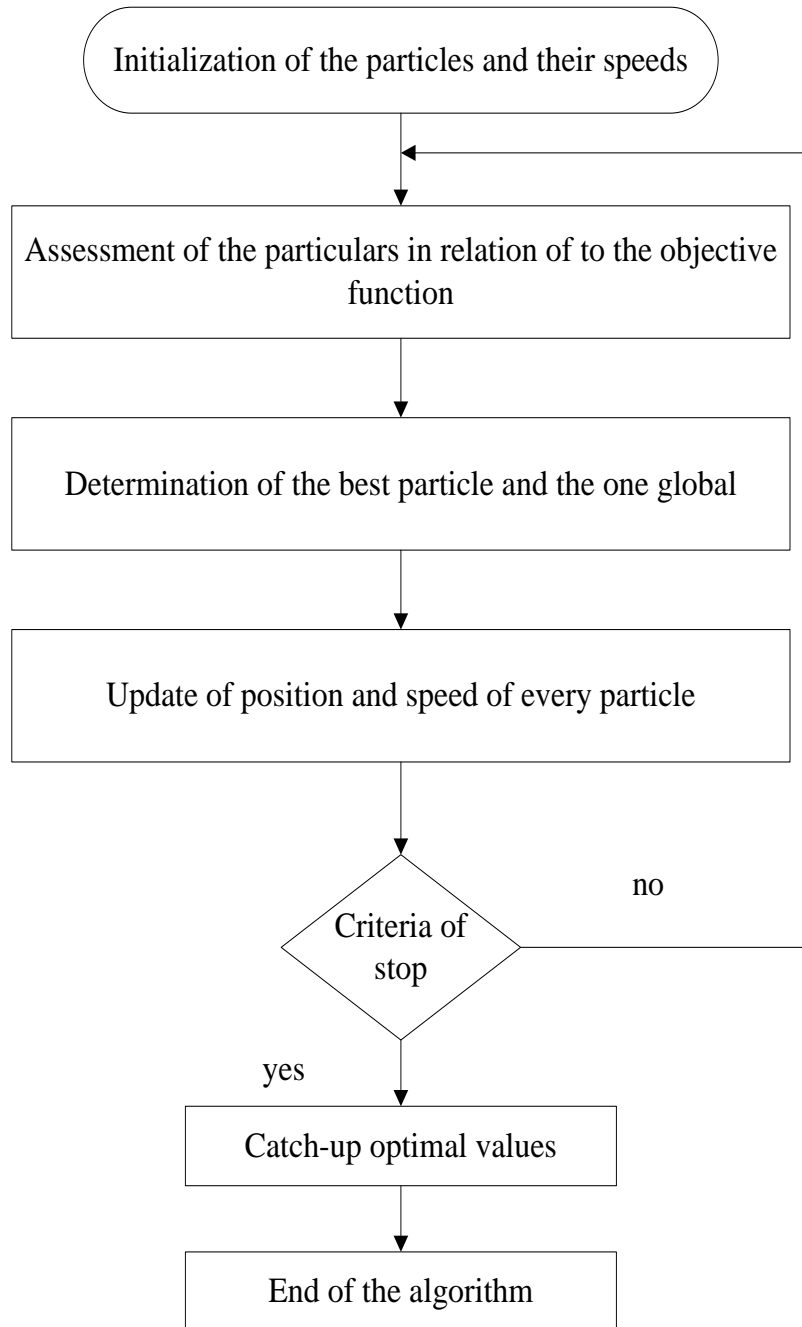 Initialization of the particles and their speeds
Assessment of the particulars in relation of to the objective
function
Determination of the best particle and the one global
Update of position and speed of every particle
no
Criteria of
stop
yes
Catch-up optimal values
End of the algorithm